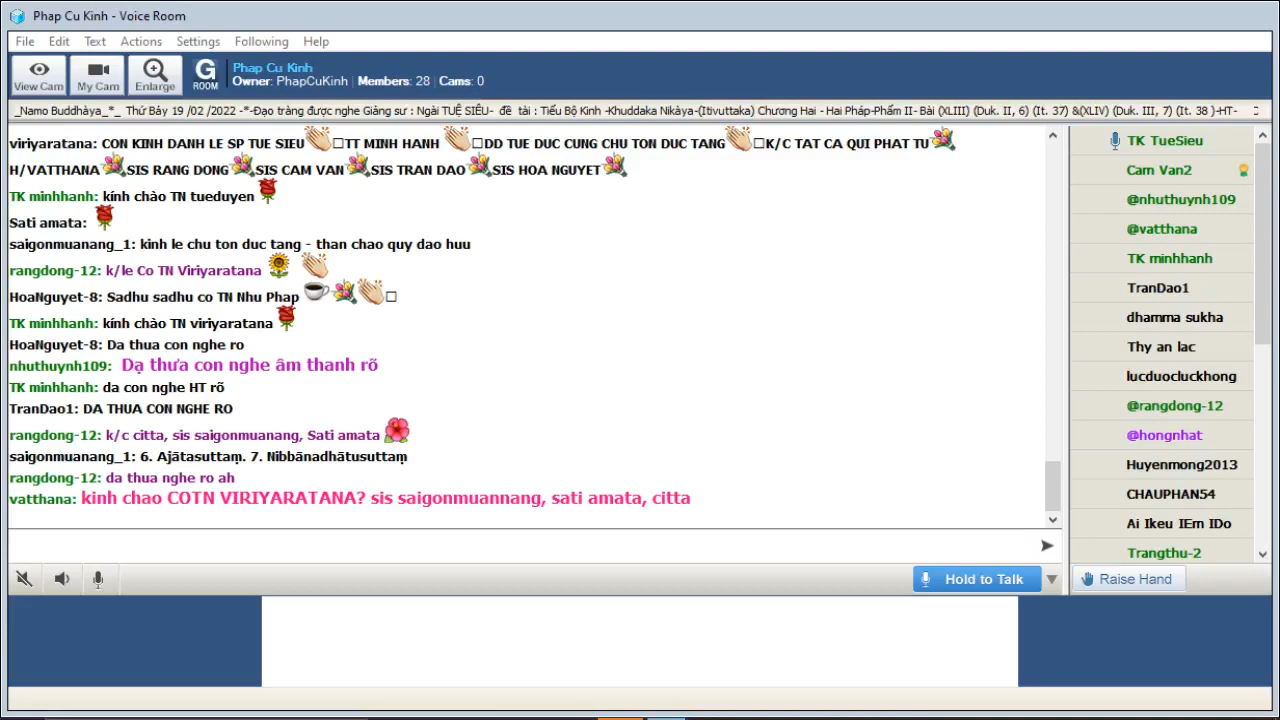 Phap Cu Kinh - Voice Room
File Edit Text Actions Settings Following Help
View Cam My Cam Enlarge G ROOM
Phap Cu Kinh
Owner: PhapCuKinh | Members: 28 | Cams: 0
_Namo Buddhàya_*_ Thứ Bảy 19 /02 /2022 -*-Đạo tràng được nghe Giảng sư : Ngài TUỆ SIÊU- đề tài : Tiểu Bộ Kinh -Khuddaka Nikàya-(Itivuttaka) Chương Hai - Hai Pháp-Phẩm II- Bài (XLIII) (Duk. II, 6) (It. 37) &(XLIV) (Duk. III, 7) (It. 38 )-HT-
viriyaratana: CON KINH DANH LE SP TUE SIEU TT MINH HANH DD TUE DUC CUNG CHU TON DUC TANG K/C TAT CA QUI PHAT TU
H/VATTHANA SIS RANG DONG SIS CAM VAN SIS TRAN DAO SIS HOA NGUYET
TK minhhanh: kính chào TN tueduyen
Sati amata:
saigonmuanang_1: kinh le chu ton duc tang - than chao quy dao huu
rangdong-12: k/le Co TN Viriyaratana
HoaNguyet-8: Sadhu sadhu co TN Nhu Phap
TK minhhanh: kính chào TN viriyaratana
HoaNguyet-8: Da thua con nghe ro
nhuthuynh109: Dạ thưa con nghe âm thanh rõ
TK minhhanh: da con nghe HT rõ
TranDao1: DA THUA CON NGHE RO
rangdong-12: k/c citta, sis saigonmuanang, Sati amata
saigonmuanang_1: 6. Ajātasuttaṃ. 7. Nibbānadhātusuttaṃ
rangdong-12: da thua nghe ro ah
vatthana: kinh chao COTN VIRIYARATANA? sis saigonmuannang, sati amata, citta
Hold to Talk
TK TueSieu
Cam Van2
@nhuthuynh109
@vatthana
TK minhhanh
TranDao1
dhamma sukha
Thy an lac
lucduocluckhong
@rangdong-12
@hongnhat
Huyenmong2013
CHAUPHAN54
Ai Ikeu IEm IDo
Trangthu-2
Raise Hand